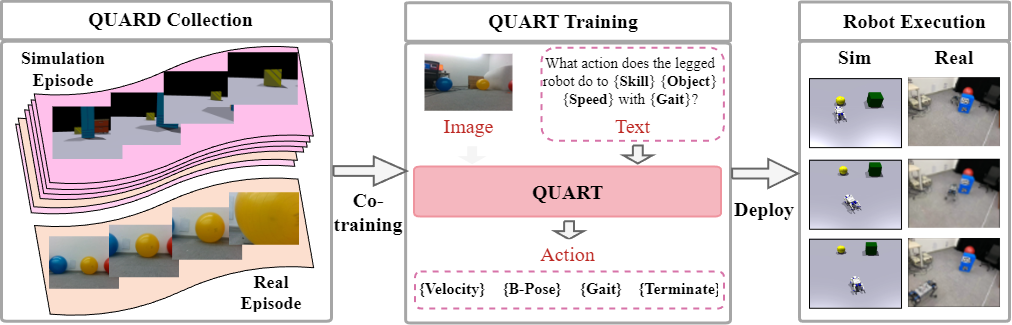 QUARD Collection
Simulation
Episode
Real
Episode
Co-
training
QUART Training
Image
What action does the legged
robot do to {Skill} {Object}
{Speed} with {Gait}?
Text
QUART
Action
{Velocity} {B-Pose} {Gait} {Terminate}
Deploy
Robot Execution
Sim Real